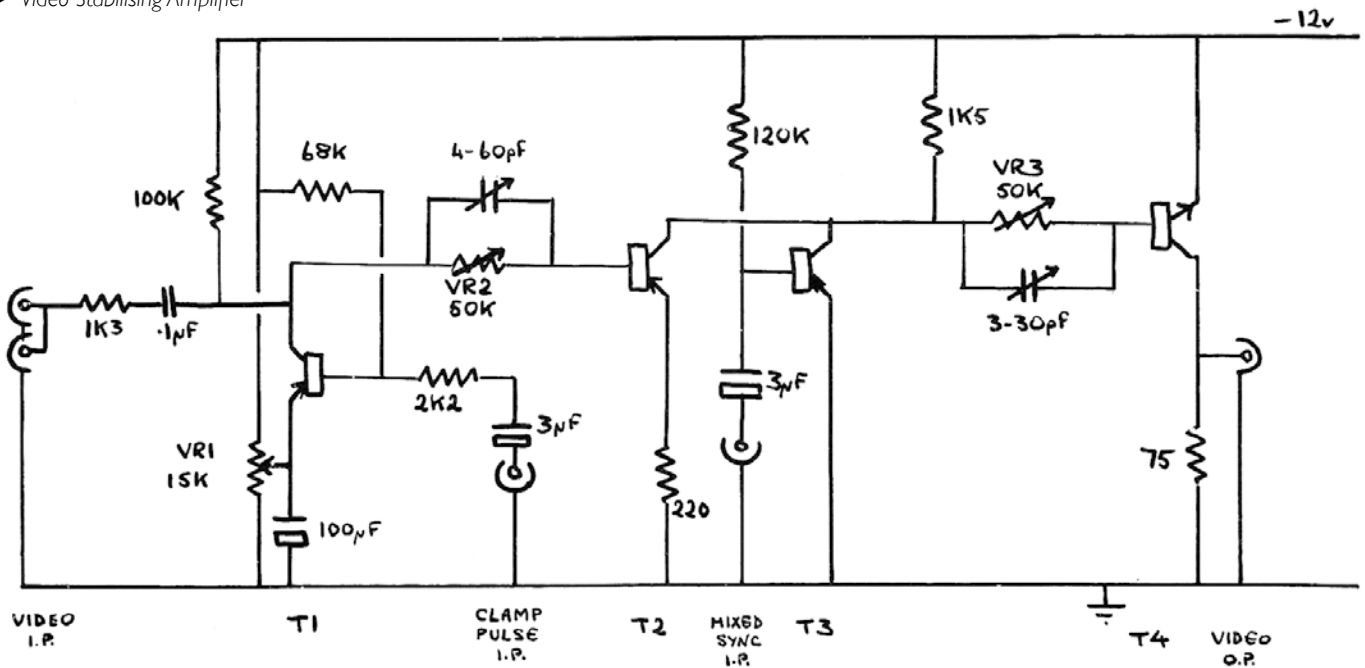 Video Stabilising Amplifier
-12v
68K
4-60pF
120K
1K5
VR3
50K
100K
VR2
50K
1K3
.1µF
3-30pF
2K2
3µF
3µF
VR1
15K
75
220
100µF
VIDEO
I.P.
T1
CLAMP
PULSE
I.P.
T2
MIXED
SYNC
I.P.
T3
T4
VIDEO
O.P.